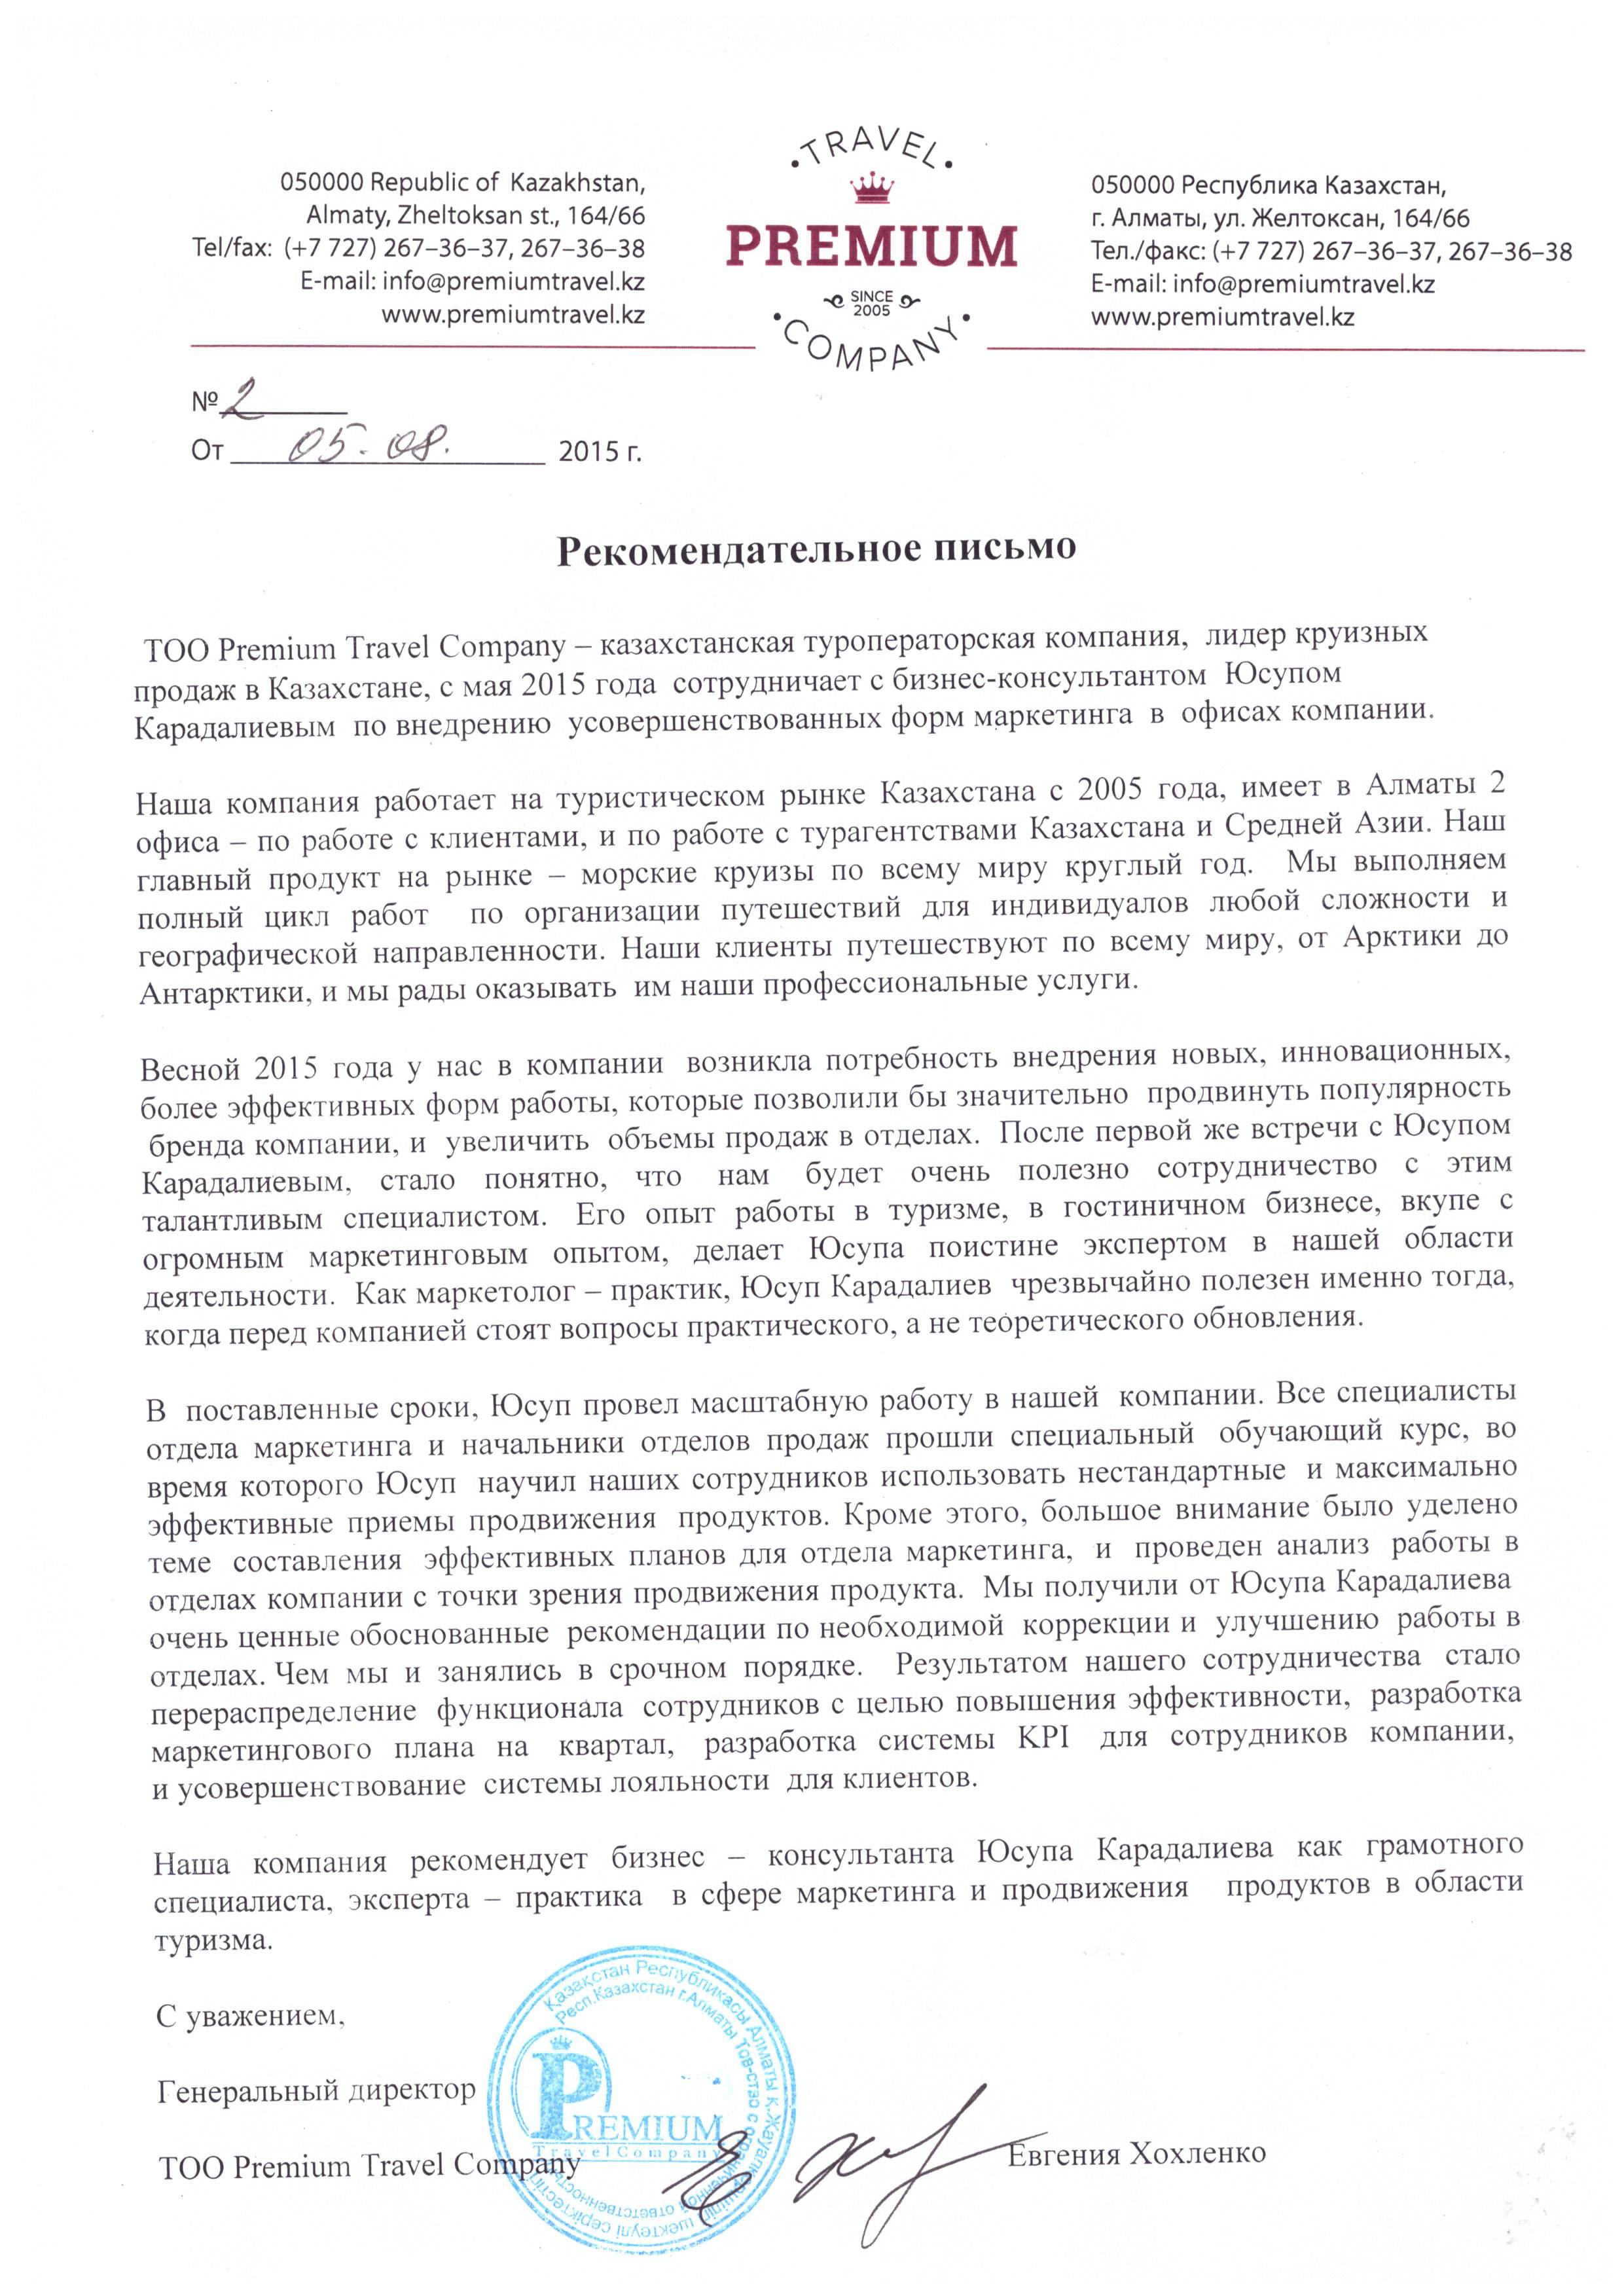 050000 Republic of Kazakhstan,
Almaty, Zheltoksan st., 164/66
Tel/fax: (+7 727) 267–36–37, 267–36–38
E-mail: info@premiumtravel.kz
www.premiumtravel.kz
TRAVEL
PREMIUM
SINCE
2005
COMPANY
050000 Республика Казахстан,
г. Алматы, ул. Желтоксан, 164/66
Тел./факс: (+7 727) 267–36–37, 267–36–38
E-mail: info@premiumtravel.kz
www.premiumtravel.kz
№ 2
От 05.08. 2015 г.
Рекомендательное письмо
ТОО Premium Travel Company – казахстанская туроператорская компания, лидер круизных
продаж в Казахстане, с мая 2015 года сотрудничает с бизнес-консультантом Юсупом
Карадалиевым по внедрению усовершенствованных форм маркетинга в офисах компании.
Наша компания работает на туристическом рынке Казахстана с 2005 года, имеет в Алматы 2
офиса – по работе с клиентами, и по работе с турагентствами Казахстана и Средней Азии. Наш
главный продукт на рынке – морские круизы по всему миру круглый год. Мы выполняем
полный цикл работ по организации путешествий для индивидуалов любой сложности и
географической направленности. Наши клиенты путешествуют по всему миру, от Арктики до
Антарктики, и мы рады оказывать им наши профессиональные услуги.
Весной 2015 года у нас в компании возникла потребность внедрения новых, инновационных,
более эффективных форм работы, которые позволили бы значительно продвинуть популярность
бренда компании, и увеличить объемы продаж в отделах. После первой же встречи с Юсупом
Карадалиевым, стало понятно, что нам будет очень полезно сотрудничество с этим
талантливым специалистом. Его опыт работы в туризме, в гостиничном бизнесе, вкупе с
огромным маркетинговым опытом, делает Юсупа поистине экспертом в нашей области
деятельности. Как маркетолог – практик, Юсуп Карадалиев чрезвычайно полезен именно тогда,
когда перед компанией стоят вопросы практического, а не теоретического обновления.
В поставленные сроки, Юсуп провел масштабную работу в нашей компании. Все специалисты
отдела маркетинга и начальники отделов продаж прошли специальный обучающий курс, во
время которого Юсуп научил наших сотрудников использовать нестандартные и максимально
эффективные приемы продвижения продуктов. Кроме этого, большое внимание было уделено
теме составления эффективных планов для отдела маркетинга, и проведен анализ работы в
отделах компании с точки зрения продвижения продукта. Мы получили от Юсупа Карадалиева
очень ценные обоснованные рекомендации по необходимой коррекции и улучшению работы в
отделах. Чем мы и занялись в срочном порядке. Результатом нашего сотрудничества стало
перераспределение функционала сотрудников с целью повышения эффективности, разработка
маркетингового плана на квартал, разработка системы KPI для сотрудников компании,
и усовершенствование системы лояльности для клиентов.
Наша компания рекомендует бизнес – консультанта Юсупа Карадалиева как грамотного
специалиста, эксперта – практика в сфере маркетинга и продвижения продуктов в области
туризма.
С уважением,
Генеральный директор
ТОО Premium Travel Company
Евгения Хохленко
Қазақстан Республикасы Алматы қ. Жауапкершілігі шектеулі серіктестігі
Респ.Казахстан г.Алматы Тов-ство с ограниченной ответственностью
PREMIUM
Travel Company